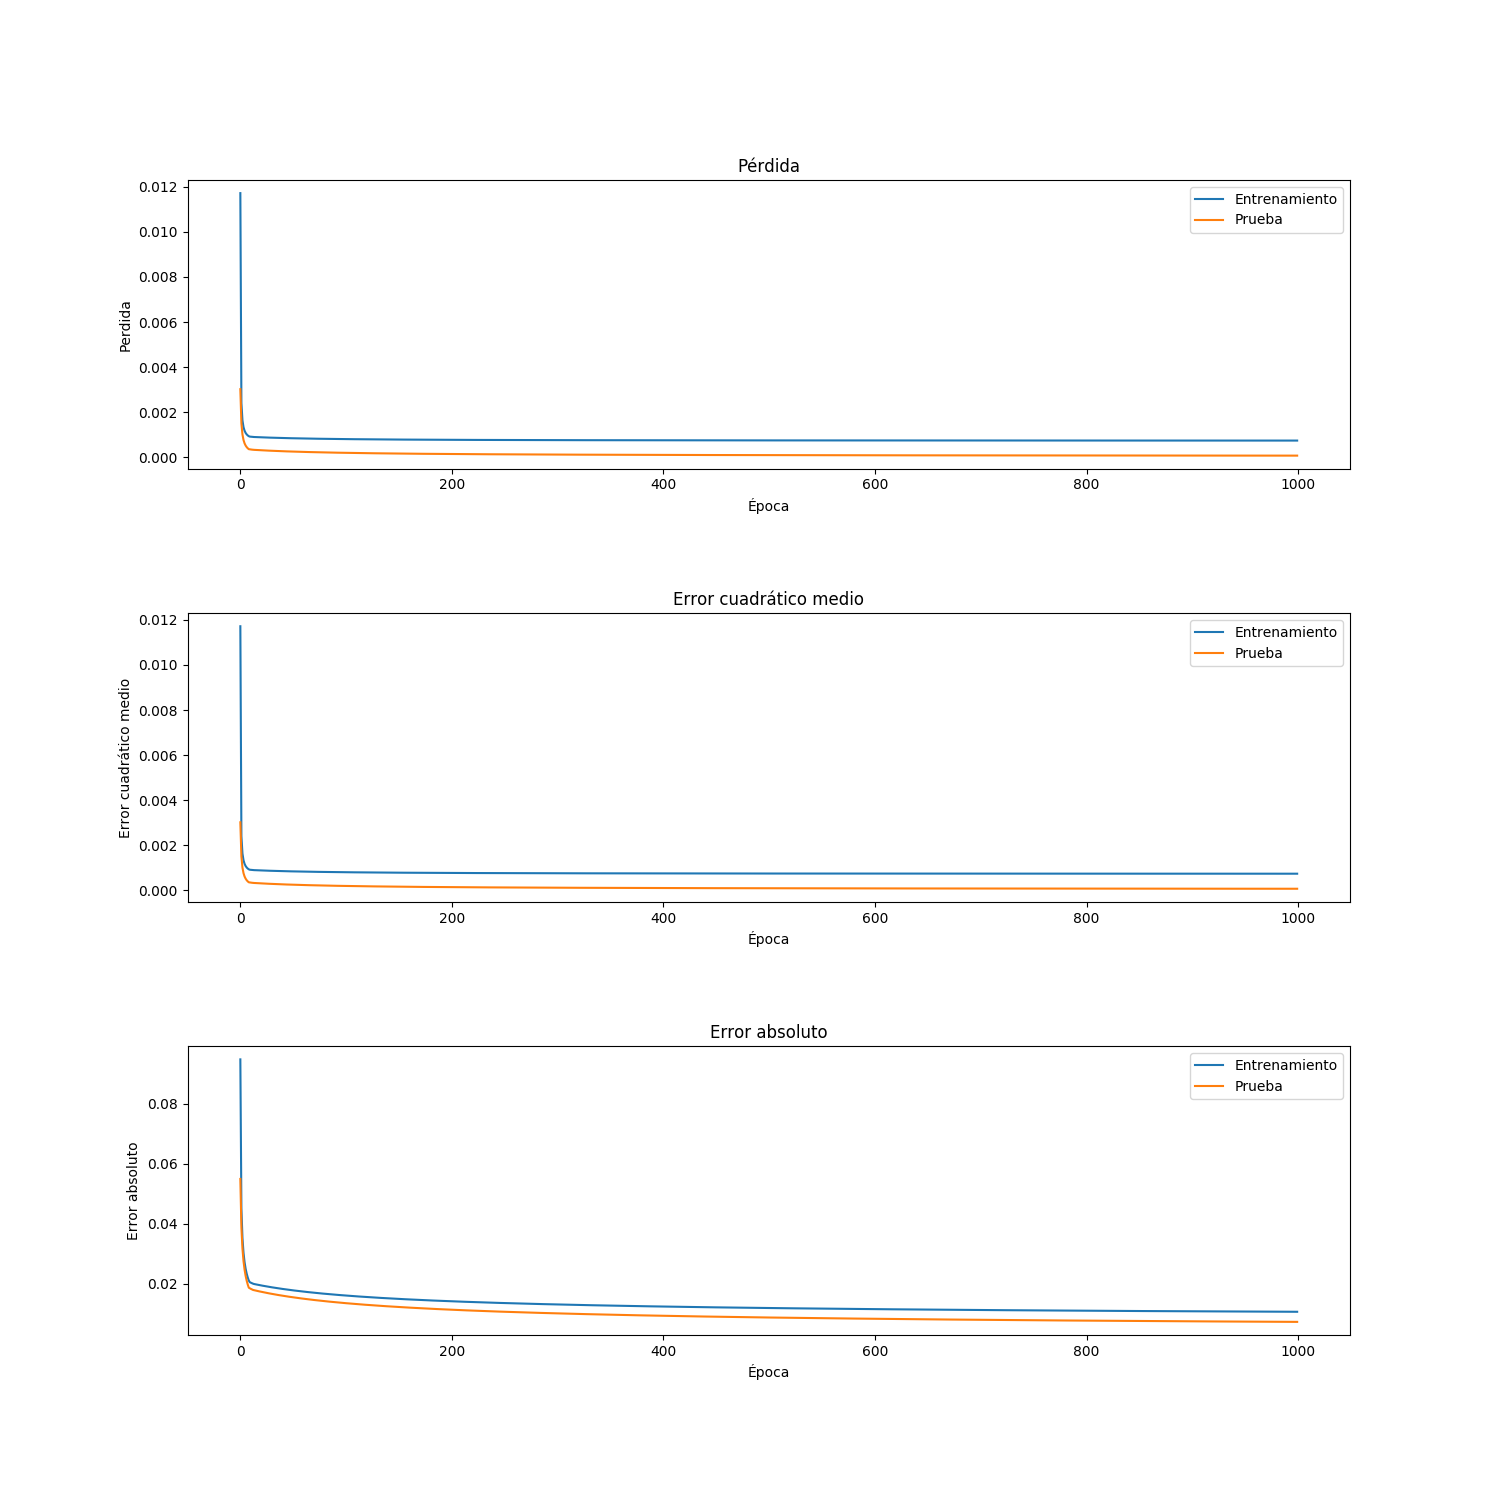 Pérdida
0.012
0.010
0.008
0.006
0.004
0.002
0.000
Perdida
Entrenamiento
Prueba
0 200 400 600 800 1000
Época
Error cuadrático medio
0.012
0.010
0.008
0.006
0.004
0.002
0.000
Error cuadrático medio
Entrenamiento
Prueba
0 200 400 600 800 1000
Época
Error absoluto
0.08
0.06
0.04
0.02
Error absoluto
Entrenamiento
Prueba
0 200 400 600 800 1000
Época